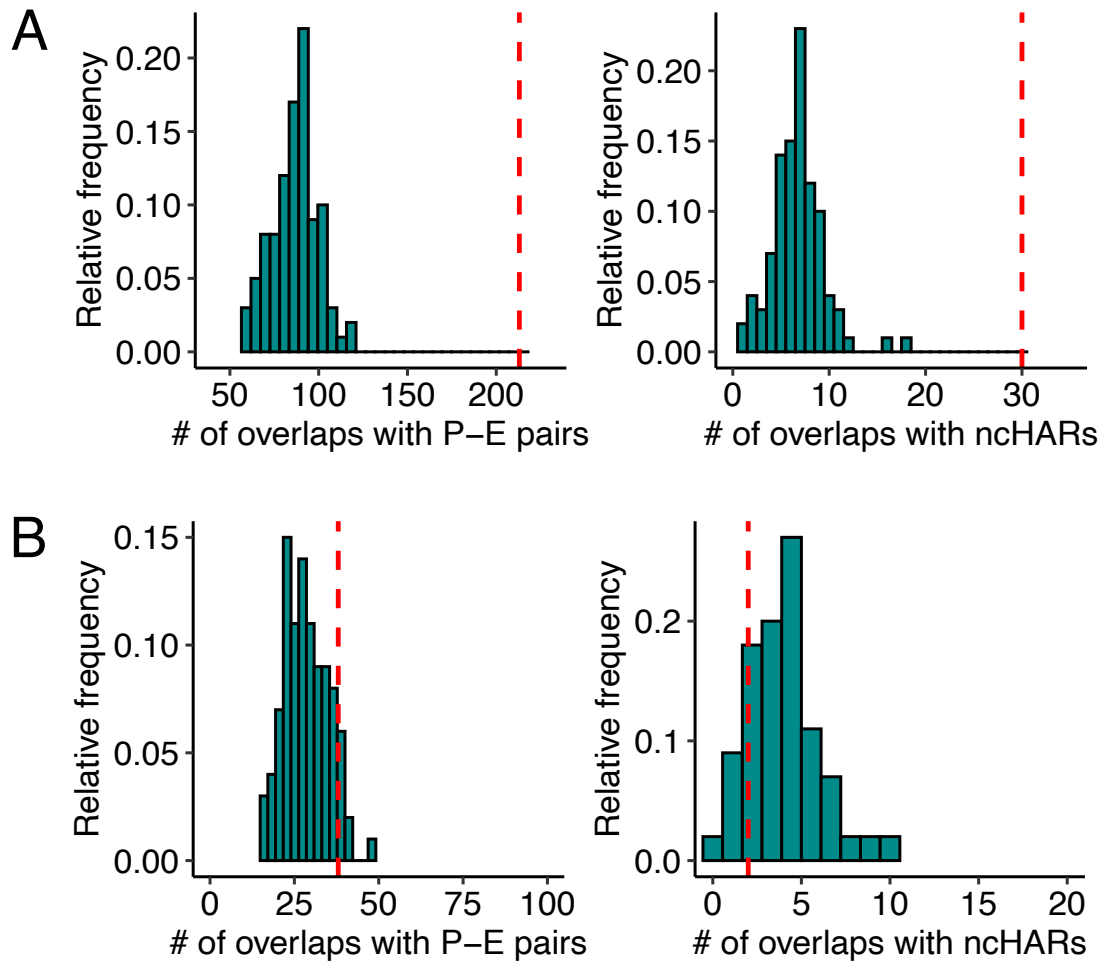 A
Relative frequency
0.20
0.15
0.10
0.05
0.00
50 100 150 200
# of overlaps with P−E pairs
Relative frequency
0.20
0.15
0.10
0.05
0.00
0 10 20 30
# of overlaps with ncHARs
B
Relative frequency
0.15
0.10
0.05
0.00
0 25 50 75 100
# of overlaps with P−E pairs
Relative frequency
0.2
0.1
0.0
0 5 10 15 20
# of overlaps with ncHARs